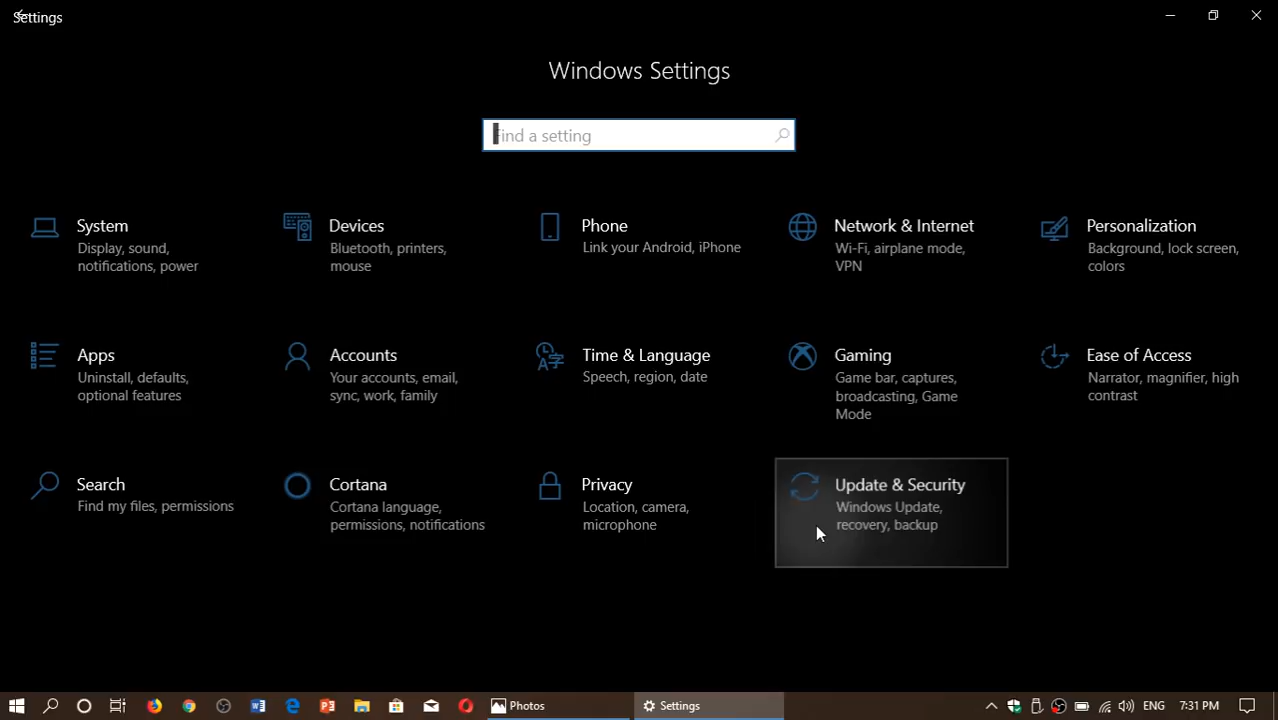 Settings
Windows Settings
Find a setting
System
Display, sound,
notifications, power
Devices
Bluetooth, printers,
mouse
Phone
Link your Android, iPhone
Network & Internet
Wi-Fi, airplane mode,
VPN
Personalization
Background, lock screen,
colors
Apps
Uninstall, defaults,
optional features
Accounts
Your accounts, email,
sync, work, family
Time & Language
Speech, region, date
Gaming
Game bar, captures,
broadcasting, Game
Mode
Ease of Access
Narrator, magnifier, high
contrast
Search
Find my files, permissions
Cortana
Cortana language,
permissions, notifications
Privacy
Location, camera,
microphone
Update & Security
Windows Update,
recovery, backup
Photos
Settings
ENG
7:31 PM